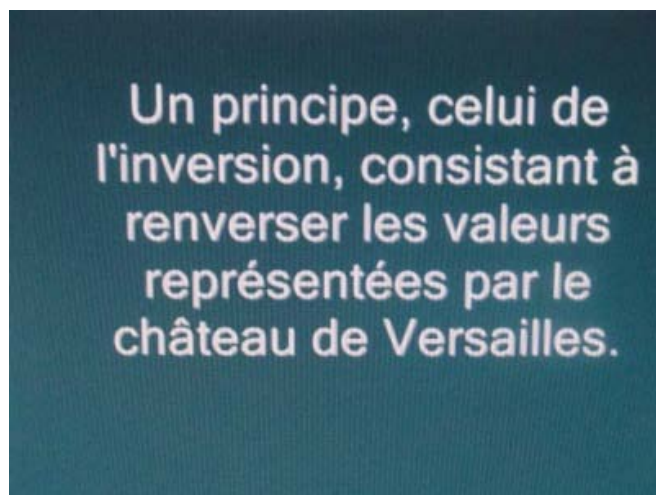 Un principe, celui de
l'inversion, consistant à
renverser les valeurs
représentées par le
château de Versailles.